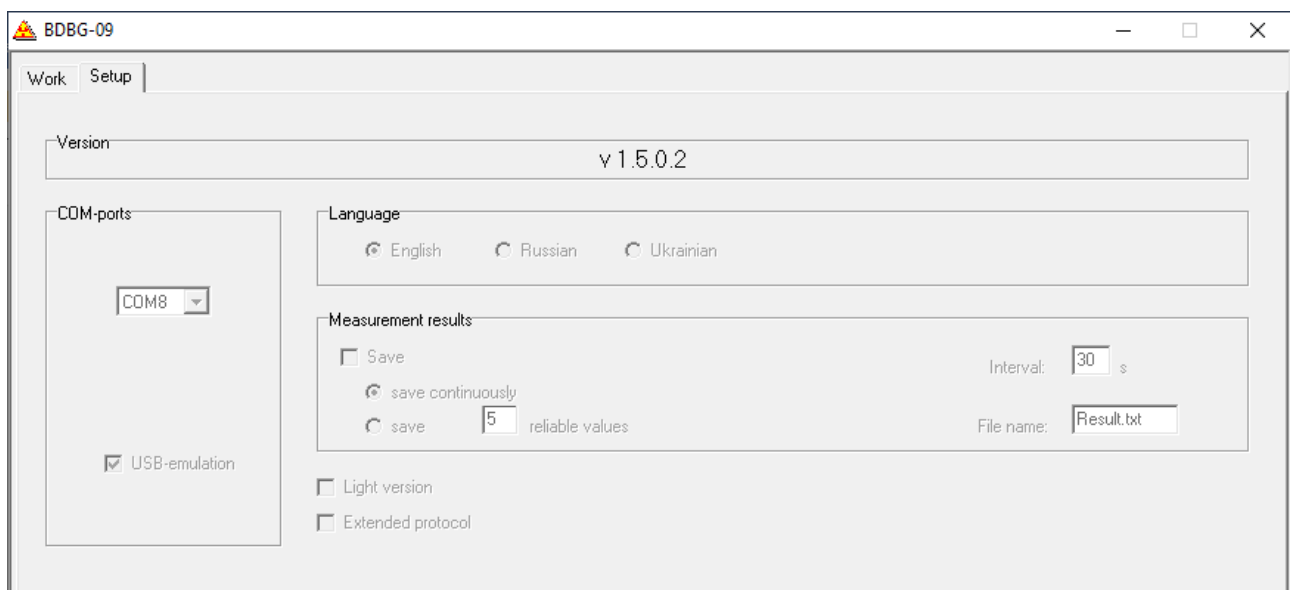 BDBG-09
Work Setup
Version
v 1.5.0.2
COM-ports
COM8
USB-emulation
Language
English Russian Ukrainian
Measurement results
Save
save continuously
save 5 reliable values
Interval: 30 s
File name: Result.txt
Light version
Extended protocol